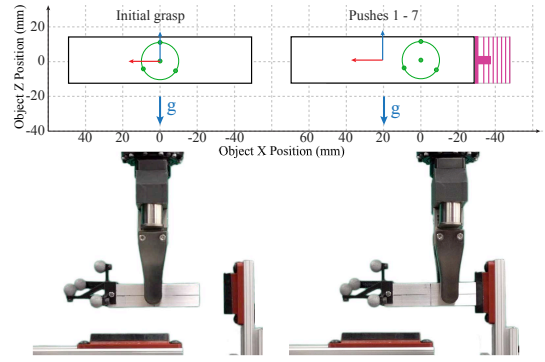 Initial grasp
Pushes 1 - 7
Object Z Position (mm)
20
0
-20
-40
g
g
40 20 0 -20 -40 60 40 20 0 -20 -40
Object X Position (mm)